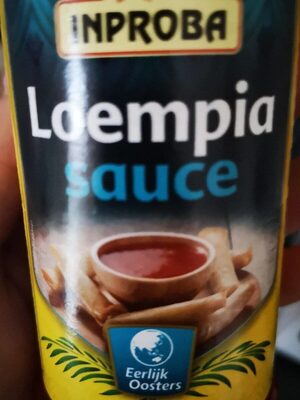 INPROBA
Loempia
sauce
Eerlijk
Oosters